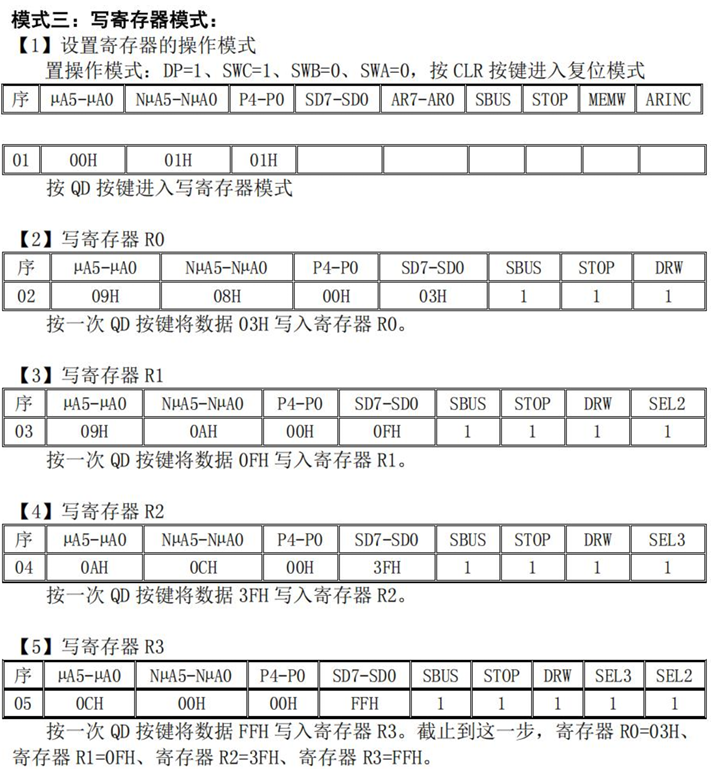 模式三：写寄存器模式：
【1】设置寄存器的操作模式
置操作模式：DP=1、SWC=1、SWB=0、SWA=0，按 CLR 按键进入复位模式
序 μA5-μA0 NμA5-NμA0 P4-P0 SD7-SD0 AR7-AR0 SBUS STOP MEMW ARINC
01 00H 01H 01H
按 QD 按键进入写寄存器模式
【2】写寄存器 R0
序 μA5-μA0 NμA5-NμA0 P4-P0 SD7-SD0 SBUS STOP DRW
02 09H 08H 00H 03H 1 1 1
按一次 QD 按键将数据 03H 写入寄存器 R0。
【3】写寄存器 R1
序 μA5-μA0 NμA5-NμA0 P4-P0 SD7-SD0 SBUS STOP DRW SEL2
03 09H 0AH 00H 0FH 1 1 1 1
按一次 QD 按键将数据 0FH 写入寄存器 R1。
【4】写寄存器 R2
序 μA5-μA0 NμA5-NμA0 P4-P0 SD7-SD0 SBUS STOP DRW SEL3
04 0AH 0CH 00H 3FH 1 1 1 1
按一次 QD 按键将数据 3FH 写入寄存器 R2。
【5】写寄存器 R3
序 μA5-μA0 NμA5-NμA0 P4-P0 SD7-SD0 SBUS STOP DRW SEL3 SEL2
05 0CH 00H 00H FFH 1 1 1 1 1
按一次 QD 按键将数据 FFH 写入寄存器 R3。截止到这一步，寄存器 R0=03H、
寄存器 R1=0FH、寄存器 R2=3FH、寄存器 R3=FFH。